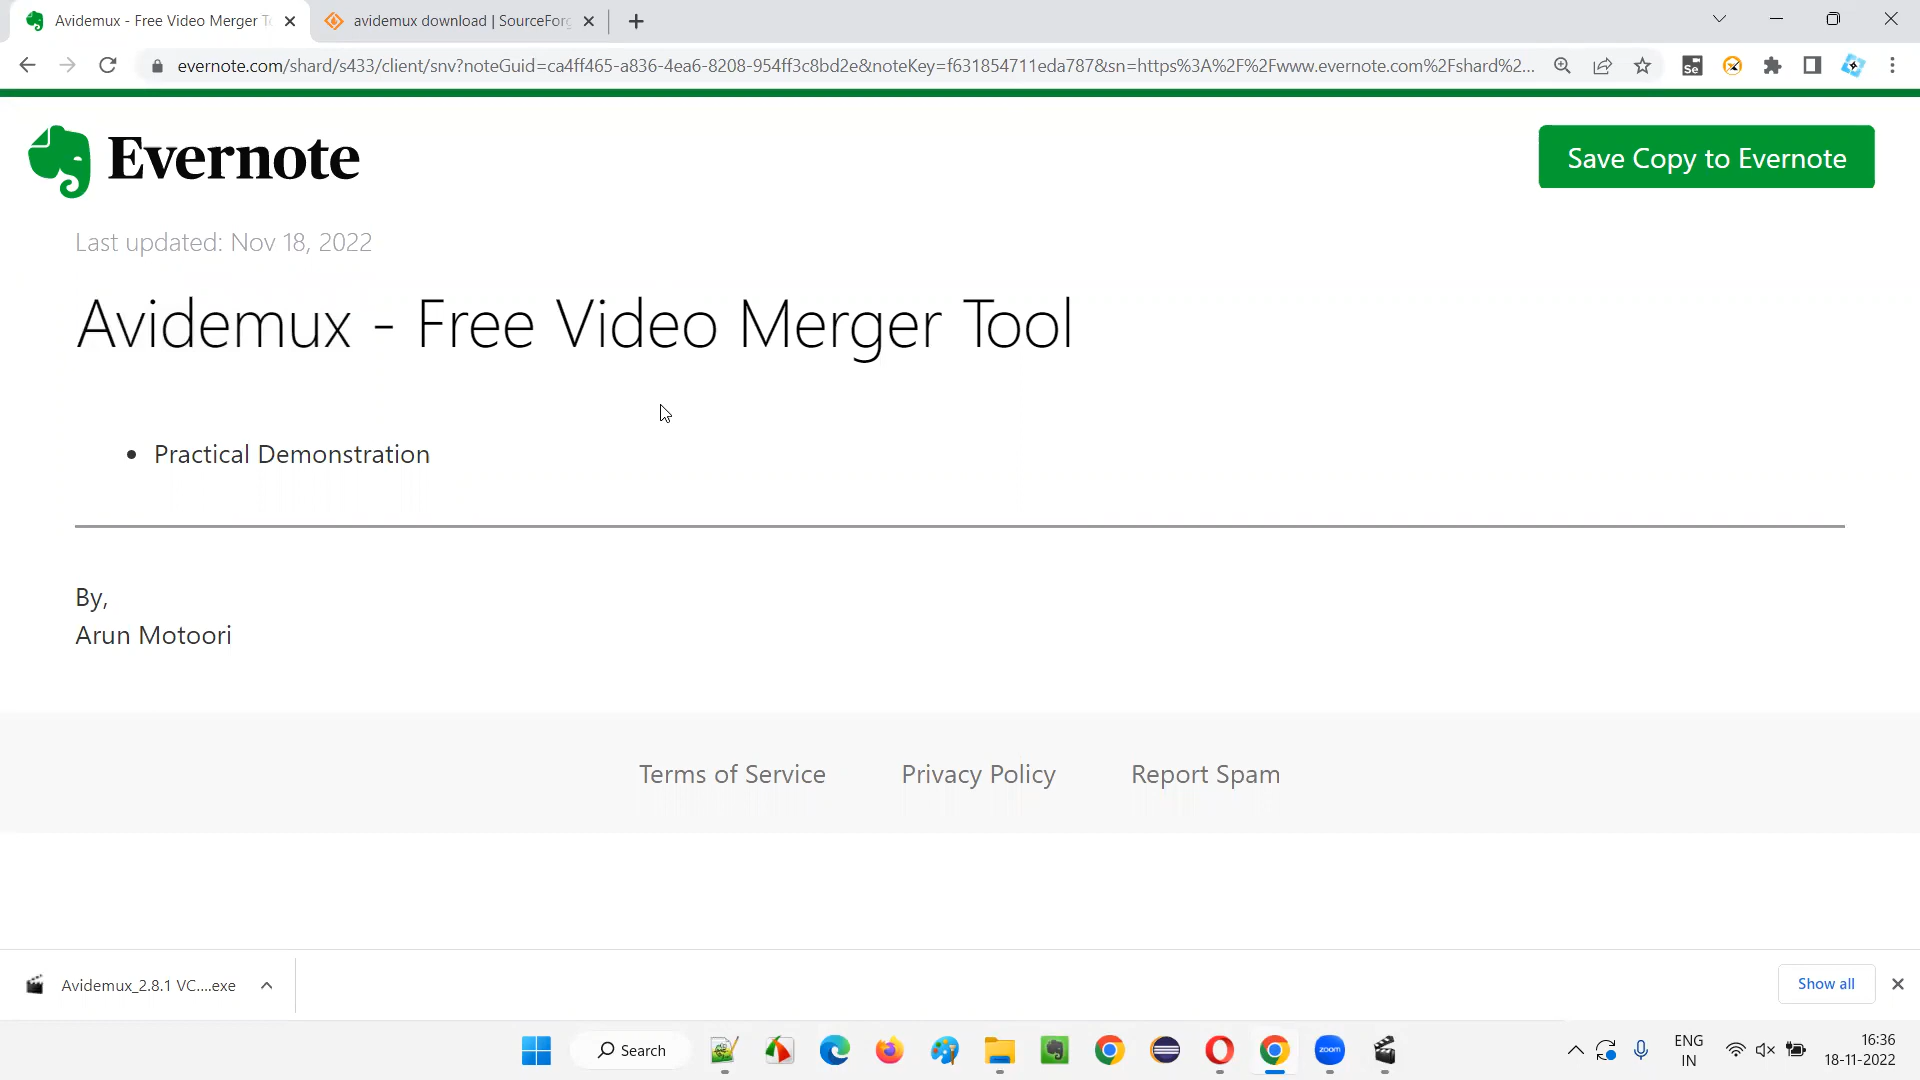 Avidemux - Free Video Merger
avidemux download | SourceFor
evernote.com/shard/s433/client/snv?noteGuid=ca4ff465-a836-4ea6-8208-954ff3c8bd2e&noteKey=f631854711eda787&sn=https%3A%2F%2Fwww.evernote.com%2Fshard%2...
Evernote
Save Copy to Evernote
Last updated: Nov 18, 2022
Avidemux - Free Video Merger Tool
• Practical Demonstration
By,
Arun Motoori
Terms of Service
Privacy Policy
Report Spam
Avidemux_2.8.1 VC....exe
Show all
Search
zoom
ENG
IN
16:36
18-11-2022